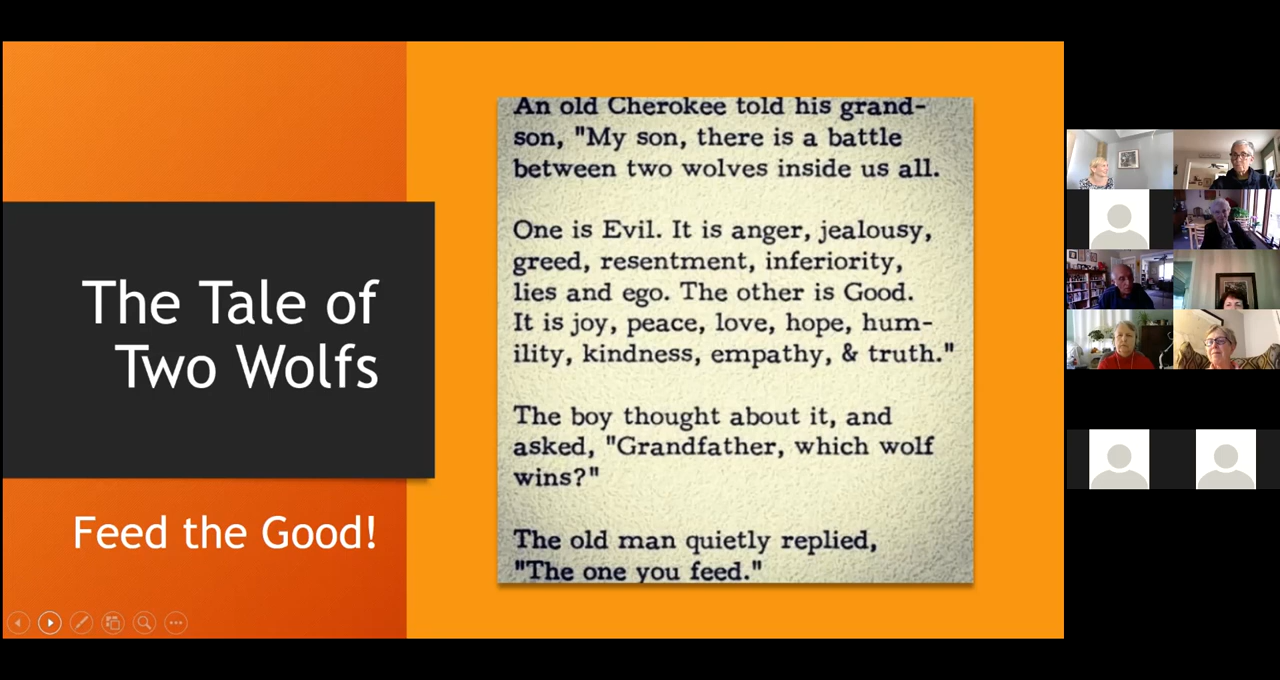 The Tale of
Two Wolfs
Feed the Good!
An old Cherokee told his grand-
son, "My son, there is a battle
between two wolves inside us all.
One is Evil. It is anger, jealousy,
greed, resentment, inferiority,
lies and ego. The other is Good.
It is joy, peace, love, hope, hum-
ility, kindness, empathy, & truth."
The boy thought about it, and
asked, "Grandfather, which wolf
wins?"
The old man quietly replied,
"The one you feed."